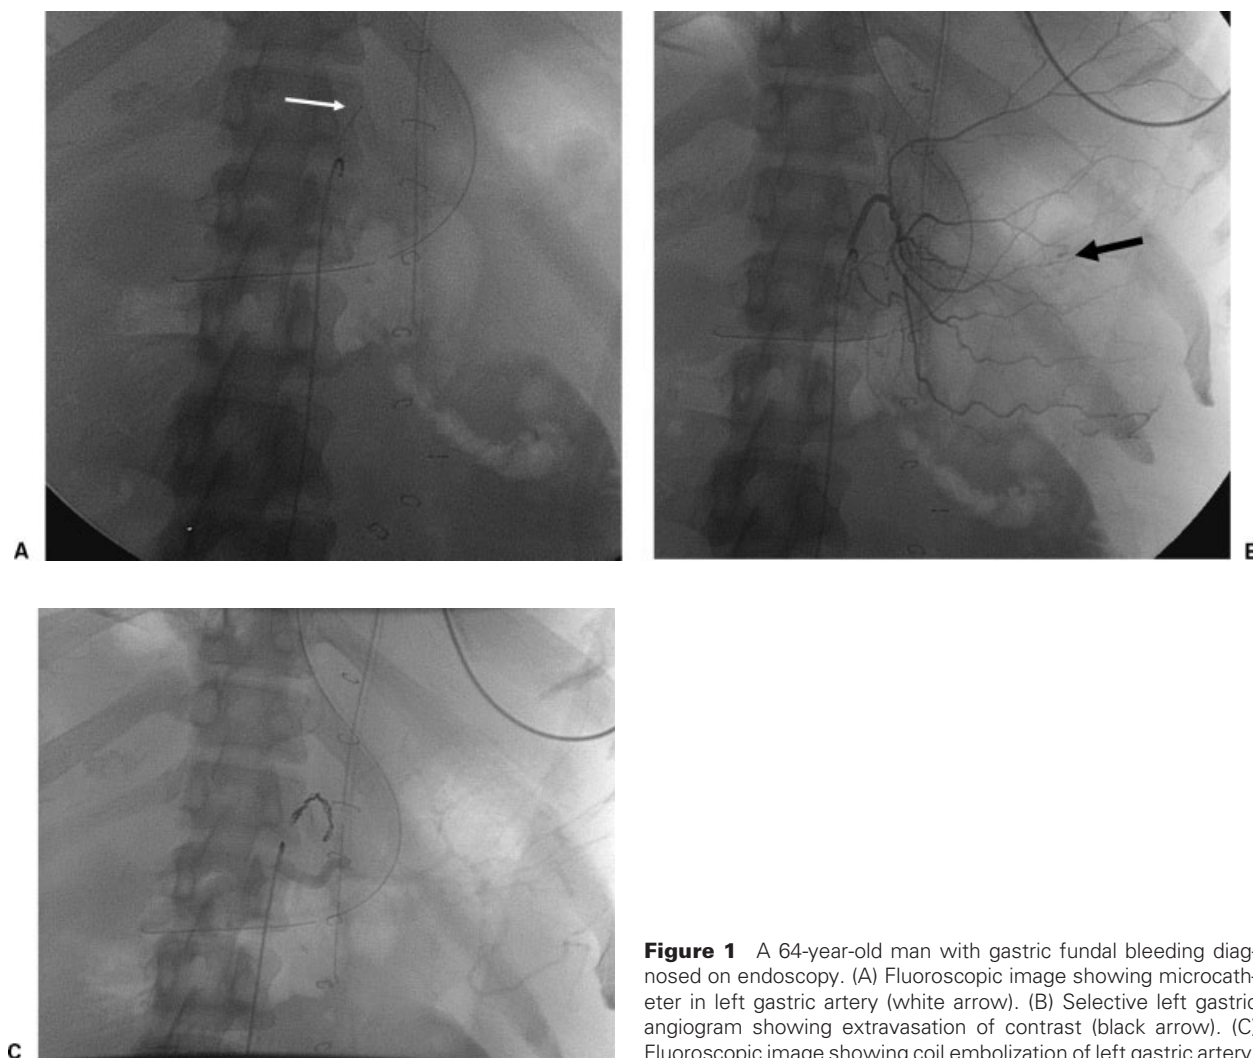 A
B
C
Figure 1 A 64-year-old man with gastric fundal bleeding diag-
nosed on endoscopy. (A) Fluoroscopic image showing microcath-
eter in left gastric artery (white arrow). (B) Selective left gastric
angiogram showing extravasation of contrast (black arrow). (C)
Fluoroscopic image showing coil embolization of left gastric artery.